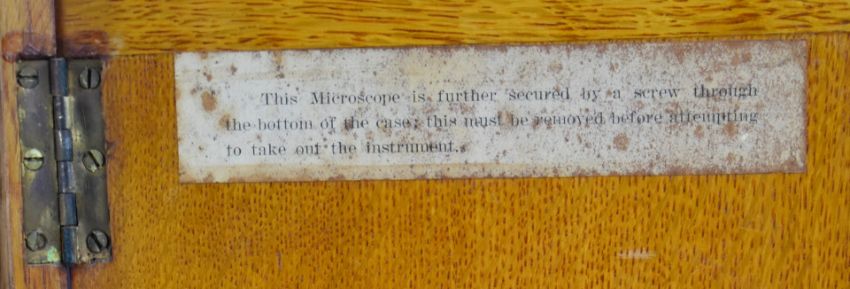 This Microscope is further secured by a screw through
the bottom of the case; this must be removed before attempting
to take out the instrument.